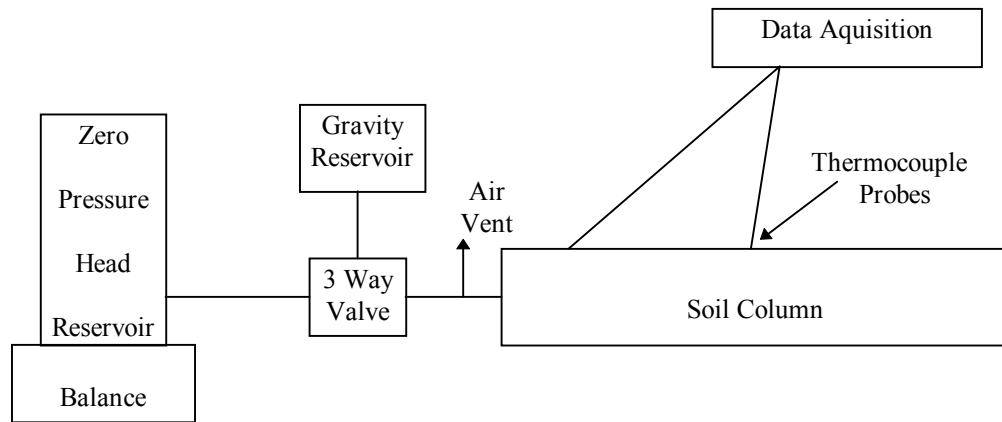 Data Aquisition
Zero
Pressure
Head
Reservoir
Balance
Gravity
Reservoir
3 Way
Valve
Air
Vent
Thermocouple
Probes
Soil Column